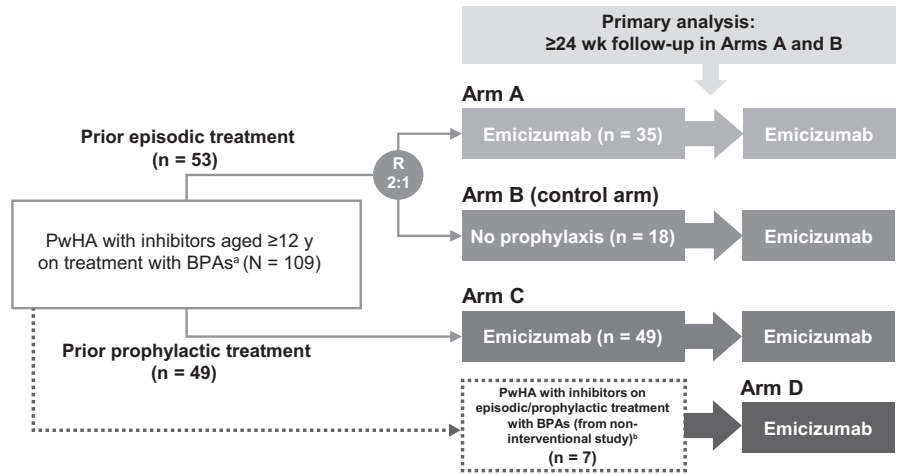 Primary analysis:
≥24 wk follow-up in Arms A and B
Arm A
Prior episodic treatment
(n = 53)
R
2:1
Emicizumab (n = 35)
Emicizumab
Arm B (control arm)
No prophylaxis (n = 18)
Emicizumab
PwHA with inhibitors aged ≥12 y
on treatment with BPAsᵃ (N = 109)
Arm C
Emicizumab (n = 49)
Emicizumab
Prior prophylactic treatment
(n = 49)
PwHA with inhibitors on
episodic/prophylactic treatment
with BPAs (from non-
interventional study)ᵇ
(n = 7)
Arm D
Emicizumab